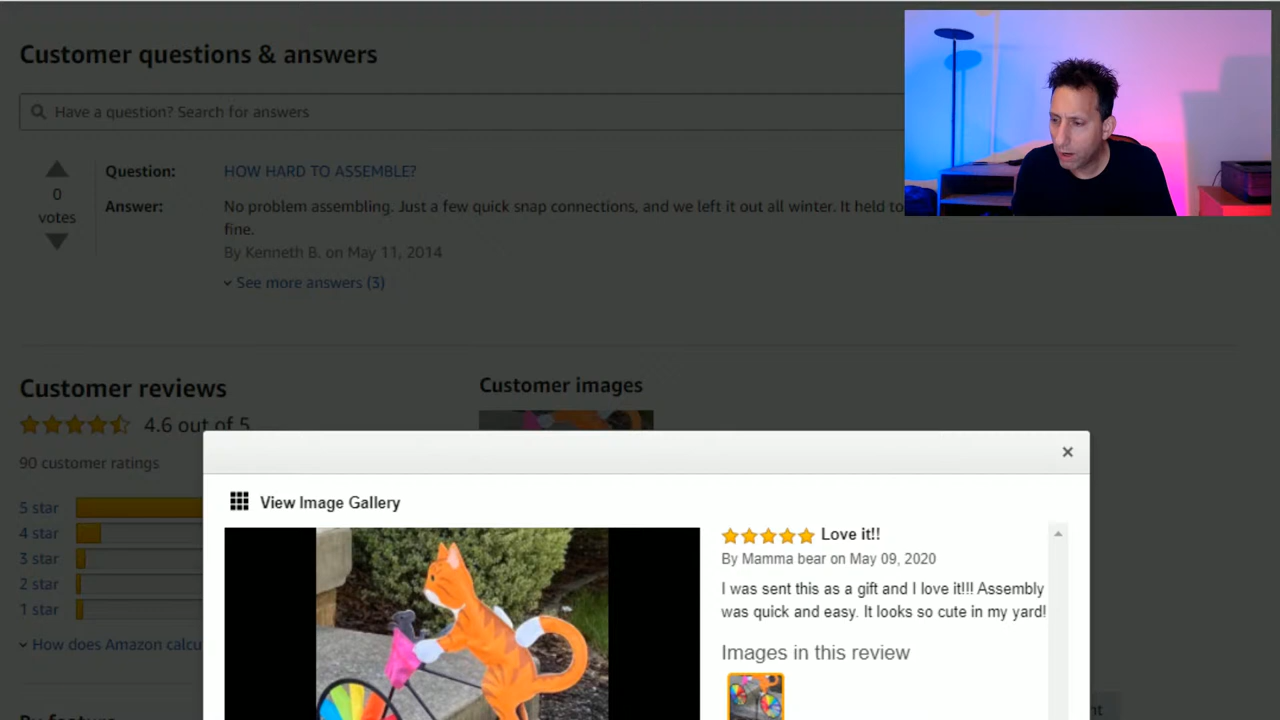 Customer questions & answers
Have a question? Search for answers
0
votes
Question:
HOW HARD TO ASSEMBLE?
Answer:
No problem assembling. Just a few quick snap connections, and we left it out all winter. It held
fine.
By Kenneth B. on May 11, 2014
See more answers (3)
Customer reviews
4.6 out of 5
90 customer ratings
5 star
4 star
3 star
2 star
1 star
How does Amazon
Customer images
×
View Image Gallery
Love it!!
By Mamma bear on May 09, 2020
I was sent this as a gift and I love it!!! Assembly
was quick and easy. It looks so cute in my yard!
Images in this review